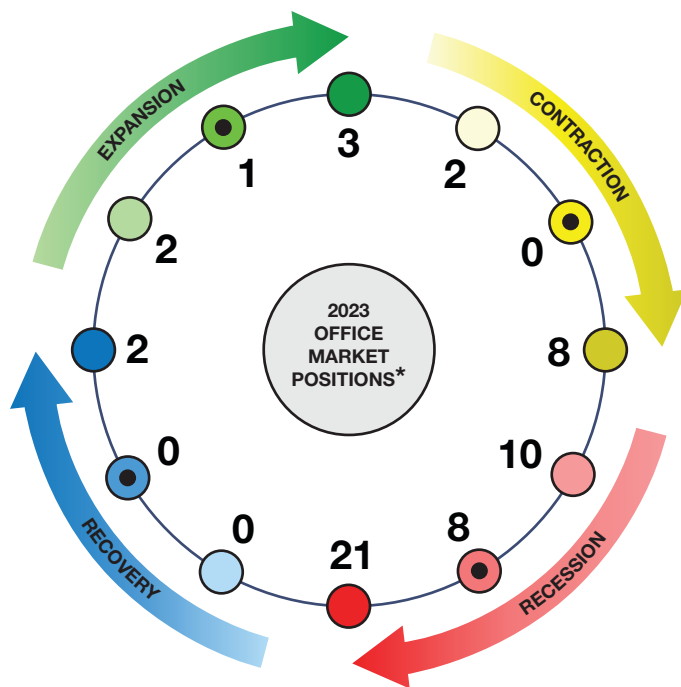 EXPANSION
CONTRACTION
3
1
2
2
0
2
8
2023
OFFICE
MARKET
POSITIONS*
0
10
0
21
8
RECOVERY
RECESSION